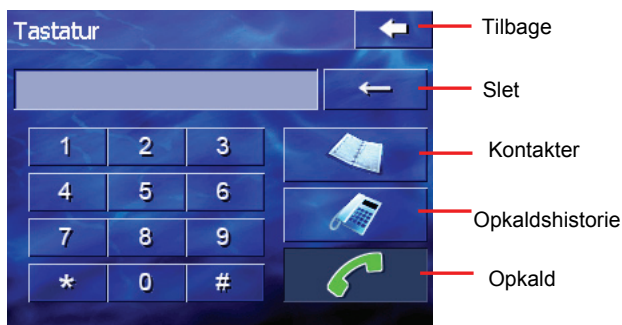 Tastatur
Tilbage
Slet
1 2 3
Kontakter
4 5 6
Opkaldshistorie
7 8 9
* 0 #
Opkald